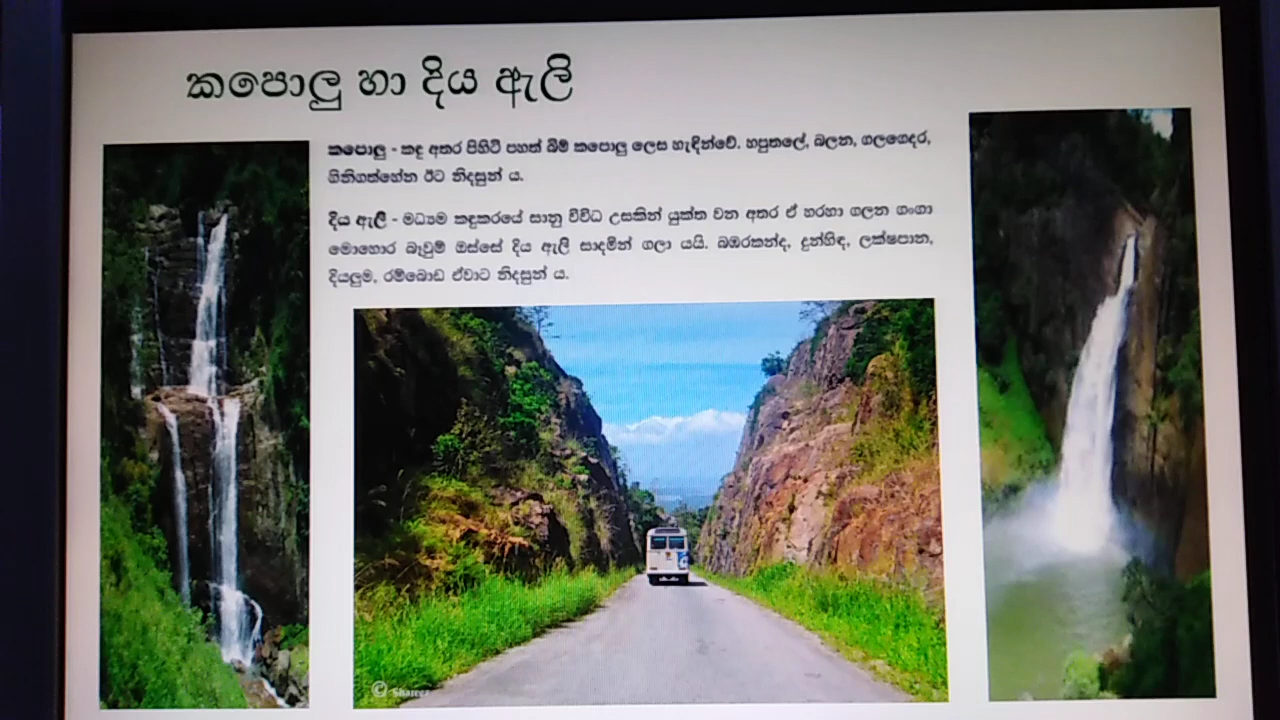 කපොලු හා දිය ඇලි
කපොලු - කඳු අතර පිහිටි පහත් බිම් කපොලු ලෙස හැඳින්වේ. හපුතලේ, බලන, ගලගෙදර,
ගිනිගත්හේන ඊට නිදසුන් ය.
දිය ඇලි - මධ්‍යම කඳුකරයේ සානු විවිධ උසකින් යුක්ත වන අතර ඒ හරහා ගලන ගංගා
මොහොර බෑවුම් ඔස්සේ දිය ඇලි සාදමින් ගලා යයි. බඹරකන්ද, දුන්හිඳ, ලක්ෂපාන,
දියලුම, රම්බොඩ ඒවාට නිදසුන් ය.
© Shareez